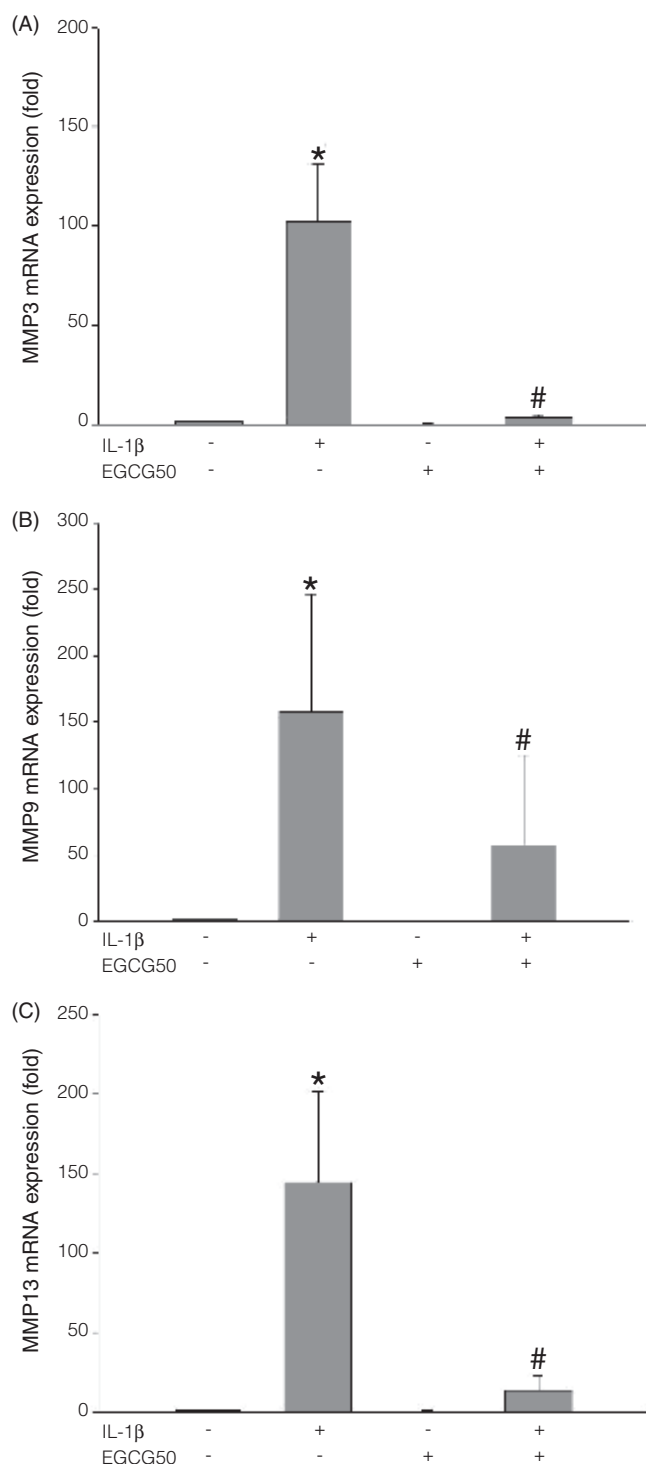 (A)
200
150
100
50
0
MMP3 mRNA expression (fold)
*
#
IL-1β - + - +
EGCG50 - - + +
(B)
300
250
200
150
100
50
0
MMP9 mRNA expression (fold)
*
#
IL-1β - + - +
EGCG50 - - + +
(C)
250
200
150
100
50
0
MMP13 mRNA expression (fold)
*
#
IL-1β - + - +
EGCG50 - - + +